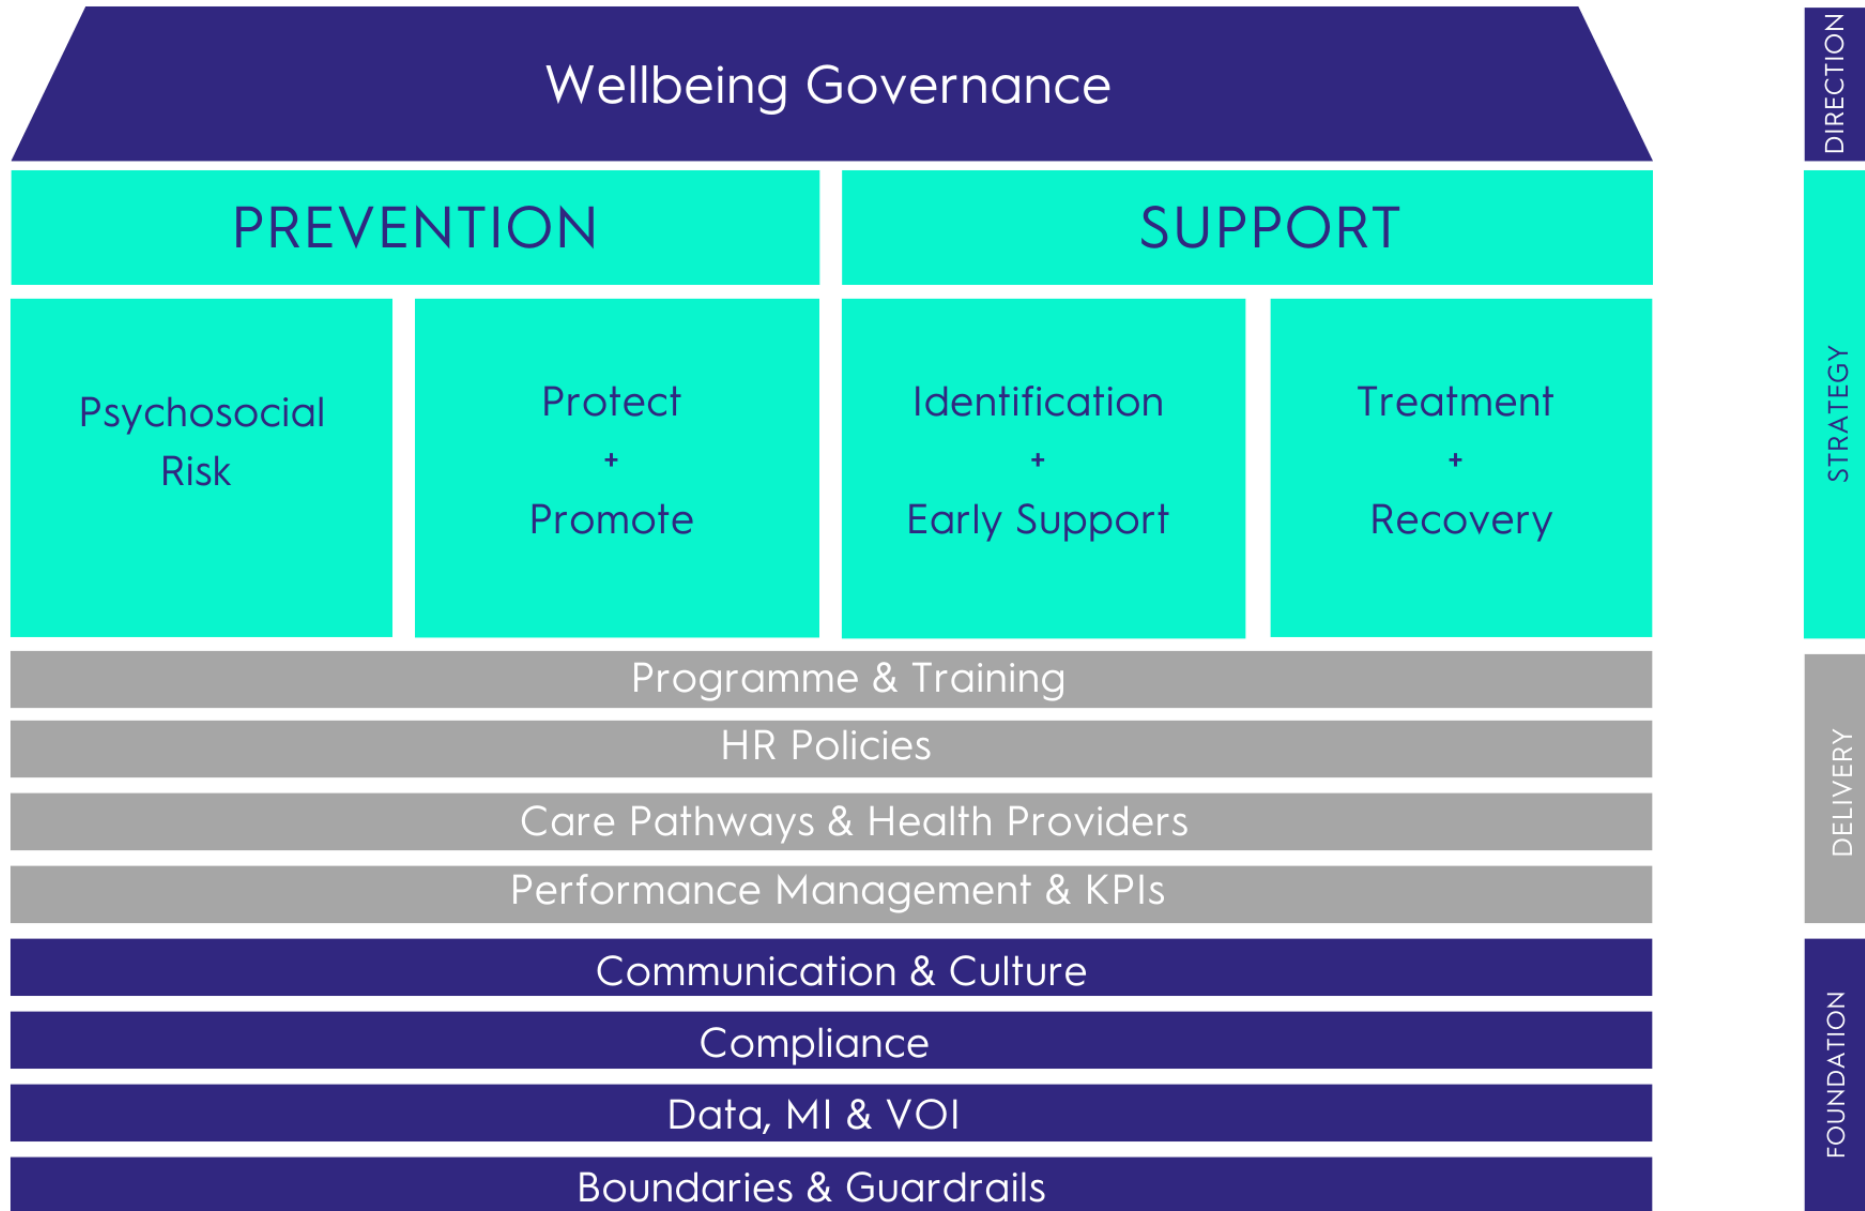 Wellbeing Governance
DIRECTION
PREVENTION
SUPPORT
Psychosocial
Risk
Protect
+
Promote
Identification
+
Early Support
Treatment
+
Recovery
STRATEGY
Programme & Training
HR Policies
Care Pathways & Health Providers
Performance Management & KPIs
DELIVERY
Communication & Culture
Compliance
Data, MI & VOI
Boundaries & Guardrails
FOUNDATION